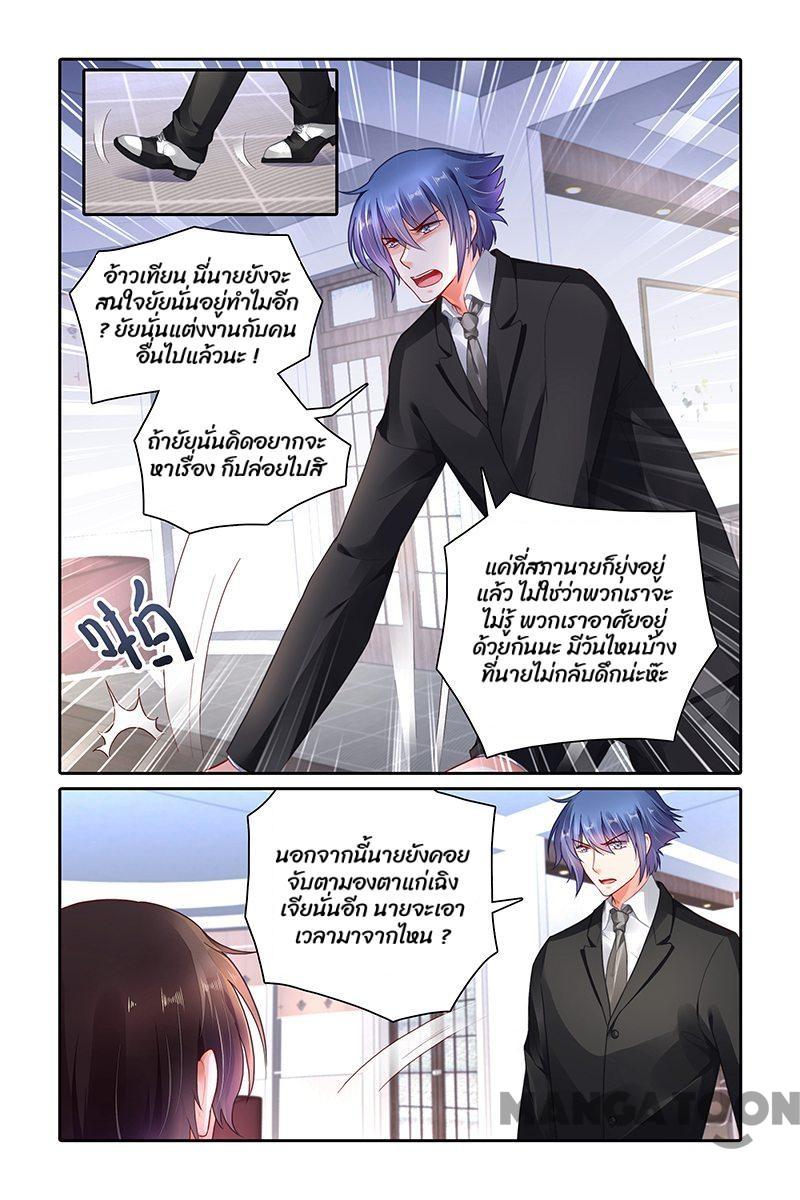 อ้าวเทียน นี่นายยังจะ
สนใจยัยนั่นอยู่ทำไมอีก
? ยัยนั่นแต่งงานกับคน
อื่นไปแล้วนะ !
ถ้ายัยนั่นคิดอยากจะ
หาเรื่อง ก็ปล่อยไปสิ
แค่ที่สภานายก็ยุ่งอยู่
แล้ว ไม่ใช่ว่าพวกเราจะ
ไม่รู้ พวกเราอาศัยอยู่
ด้วยกันนะ มีวันไหนบ้าง
ที่นายไม่กลับดึกน่ะห๊ะ
นอกจากนี้นายยังคอย
จับตามองตาแก่เฉิง
เจียนั่นอีก นายจะเอา
เวลามาจากไหน ?
MANGATOON